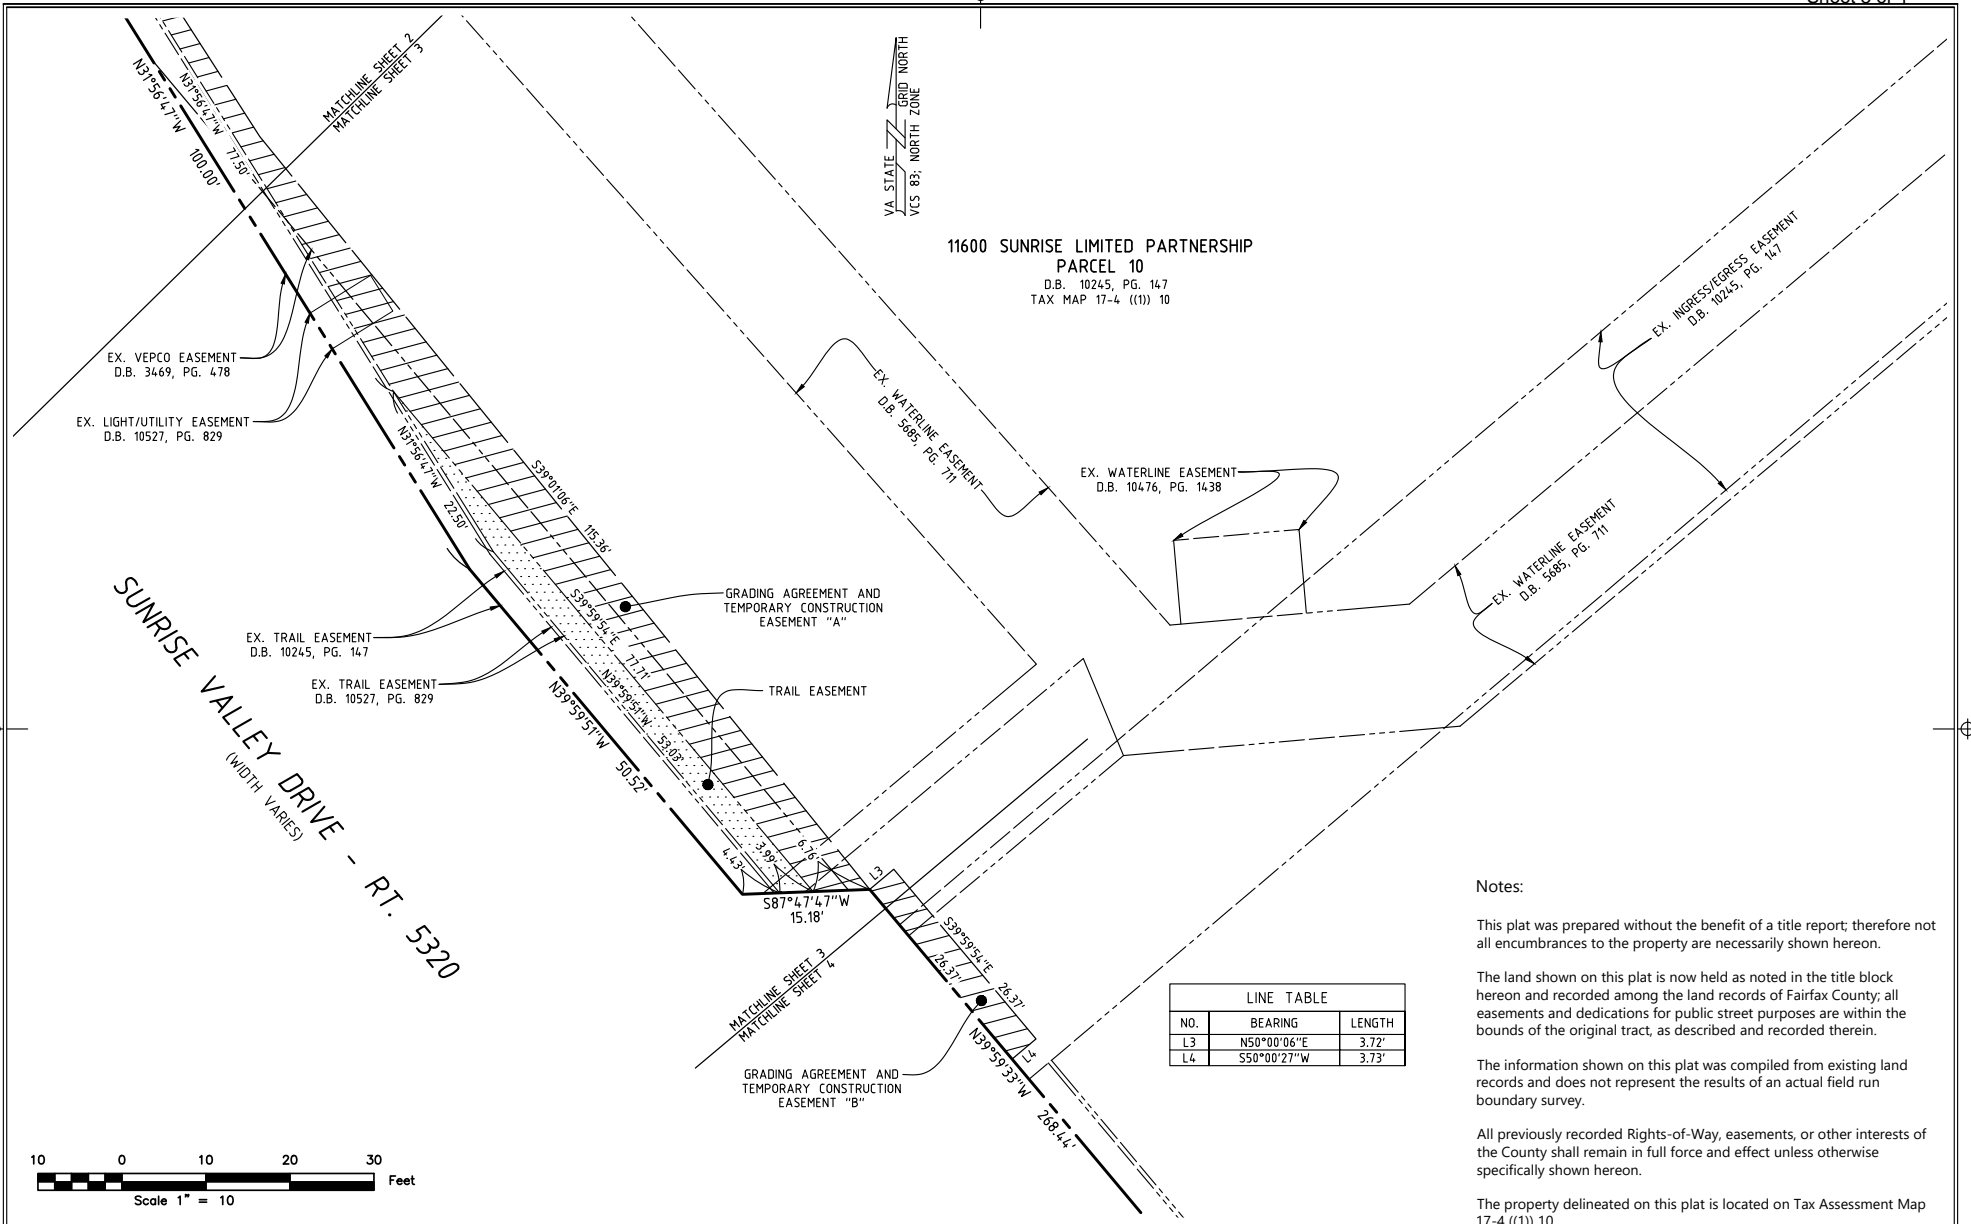 MATCHLINE SHEET 2
MATCHLINE SHEET 3
N31°56'47"W
100.00'
N31°56'47"W
77.50'
VA STATE GRID NORTH
VCS 83; NORTH ZONE
11600 SUNRISE LIMITED PARTNERSHIP
PARCEL 10
D.B. 10245, PG. 147
TAX MAP 17-4 ((1)) 10
EX. INGRESS/EGRESS EASEMENT
D.B. 10245, PG. 147
EX. VEPCO EASEMENT
D.B. 3469, PG. 478
EX. LIGHT/UTILITY EASEMENT
D.B. 10527, PG. 829
EX. WATERLINE EASEMENT
D.B. 5685, PG. 711
EX. WATERLINE EASEMENT
D.B. 10476, PG. 1438
EX. WATERLINE EASEMENT
D.B. 5685, PG. 711
N31°56'47"W
22.50'
S39°01'06"E
115.36'
GRADING AGREEMENT AND
TEMPORARY CONSTRUCTION
EASEMENT "A"
S39°59'54"E
77.71'
EX. TRAIL EASEMENT
D.B. 10245, PG. 147
EX. TRAIL EASEMENT
D.B. 10527, PG. 829
TRAIL EASEMENT
N39°59'51"W
53.03'
N39°59'51"W
50.52'
SUNRISE VALLEY DRIVE - RT. 5320
(WIDTH VARIES)
4.43'
3.99'
6.76'
L3
S87°47'47"W
15.18'
MATCHLINE SHEET 3
MATCHLINE SHEET 4
S39°59'54"E
26.37'
26.37'
L4
N39°59'33"W
268.44'
GRADING AGREEMENT AND
TEMPORARY CONSTRUCTION
EASEMENT "B"
LINE TABLE
NO. BEARING LENGTH
L3 N50°00'06"E 3.72'
L4 S50°00'27"W 3.73'
Notes:
This plat was prepared without the benefit of a title report; therefore not
all encumbrances to the property are necessarily shown hereon.
The land shown on this plat is now held as noted in the title block
hereon and recorded among the land records of Fairfax County; all
easements and dedications for public street purposes are within the
bounds of the original tract, as described and recorded therein.
The information shown on this plat was compiled from existing land
records and does not represent the results of an actual field run
boundary survey.
All previously recorded Rights-of-Way, easements, or other interests of
the County shall remain in full force and effect unless otherwise
specifically shown hereon.
The property delineated on this plat is located on Tax Assessment Map
17-4 ((1)) 10
10 0 10 20 30
Feet
Scale 1" = 10